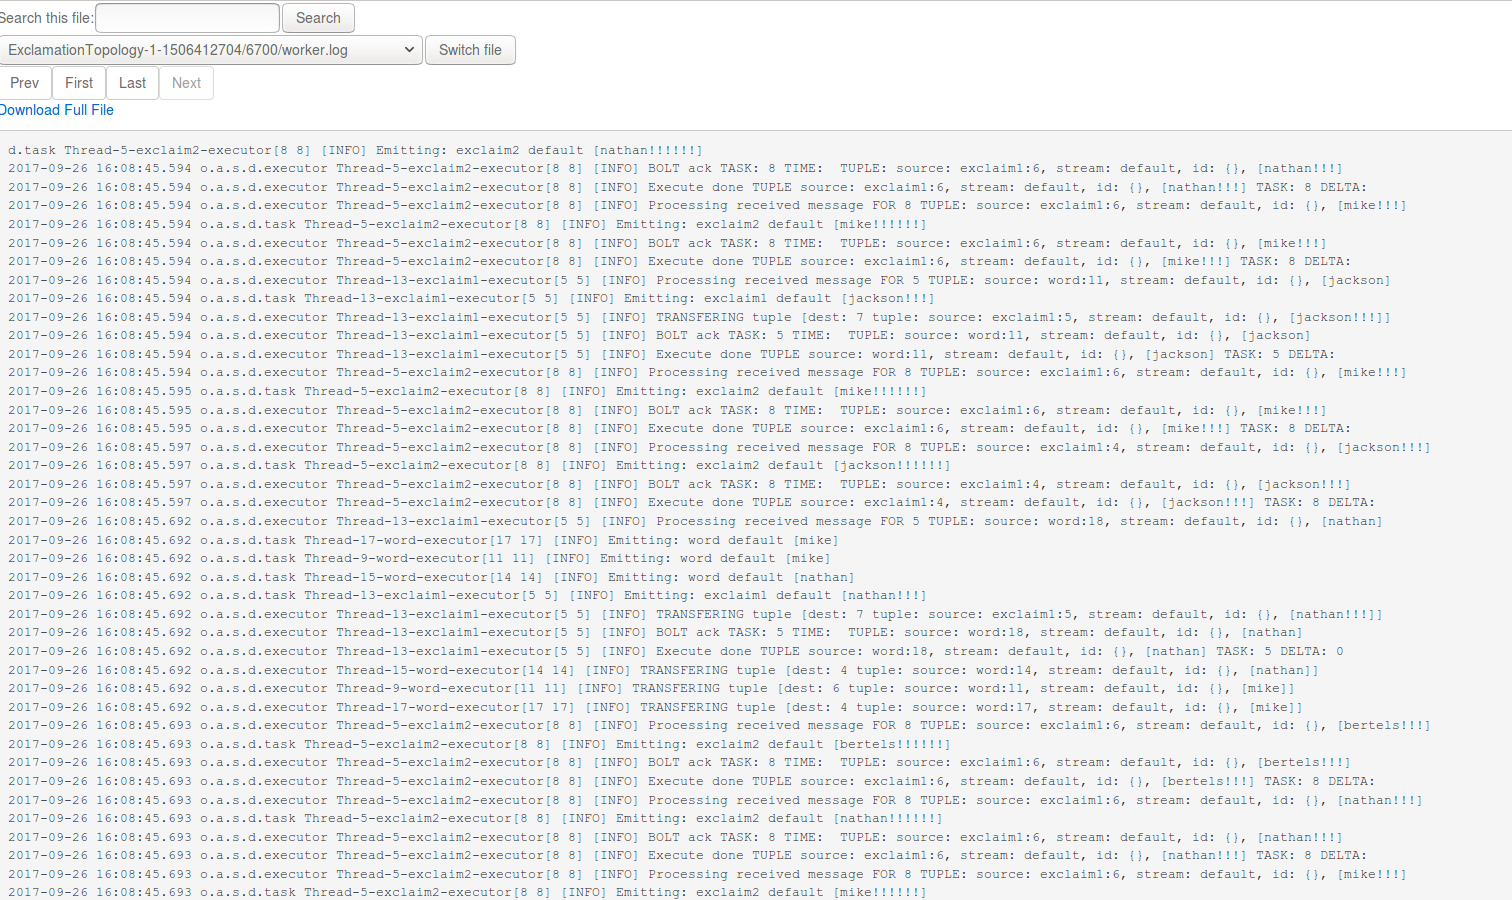 Search this file: Search
ExclamationTopology-1-1506412704/6700/worker.log Switch file
Prev First Last Next
Download Full File
d.task Thread-5-exclaim2-executor[8 8] [INFO] Emitting: exclaim2 default [nathan!!!!!!]
2017-09-26 16:08:45.594 o.a.s.d.executor Thread-5-exclaim2-executor[8 8] [INFO] BOLT ack TASK: 8 TIME:  TUPLE: source: exclaim1:6, stream: default, id: {}, [nathan!!!]
2017-09-26 16:08:45.594 o.a.s.d.executor Thread-5-exclaim2-executor[8 8] [INFO] Execute done TUPLE source: exclaim1:6, stream: default, id: {}, [nathan!!!] TASK: 8 DELTA:
2017-09-26 16:08:45.594 o.a.s.d.executor Thread-5-exclaim2-executor[8 8] [INFO] Processing received message FOR 8 TUPLE: source: exclaim1:6, stream: default, id: {}, [mike!!!]
2017-09-26 16:08:45.594 o.a.s.d.task Thread-5-exclaim2-executor[8 8] [INFO] Emitting: exclaim2 default [mike!!!!!!]
2017-09-26 16:08:45.594 o.a.s.d.executor Thread-5-exclaim2-executor[8 8] [INFO] BOLT ack TASK: 8 TIME:  TUPLE: source: exclaim1:6, stream: default, id: {}, [mike!!!]
2017-09-26 16:08:45.594 o.a.s.d.executor Thread-5-exclaim2-executor[8 8] [INFO] Execute done TUPLE source: exclaim1:6, stream: default, id: {}, [mike!!!] TASK: 8 DELTA:
2017-09-26 16:08:45.594 o.a.s.d.executor Thread-13-exclaim1-executor[5 5] [INFO] Processing received message FOR 5 TUPLE: source: word:11, stream: default, id: {}, [jackson]
2017-09-26 16:08:45.594 o.a.s.d.task Thread-13-exclaim1-executor[5 5] [INFO] Emitting: exclaim1 default [jackson!!!]
2017-09-26 16:08:45.594 o.a.s.d.executor Thread-13-exclaim1-executor[5 5] [INFO] TRANSFERING tuple [dest: 7 tuple: source: exclaim1:5, stream: default, id: {}, [jackson!!!]]
2017-09-26 16:08:45.594 o.a.s.d.executor Thread-13-exclaim1-executor[5 5] [INFO] BOLT ack TASK: 5 TIME:  TUPLE: source: word:11, stream: default, id: {}, [jackson]
2017-09-26 16:08:45.594 o.a.s.d.executor Thread-13-exclaim1-executor[5 5] [INFO] Execute done TUPLE source: word:11, stream: default, id: {}, [jackson] TASK: 5 DELTA:
2017-09-26 16:08:45.594 o.a.s.d.executor Thread-5-exclaim2-executor[8 8] [INFO] Processing received message FOR 8 TUPLE: source: exclaim1:6, stream: default, id: {}, [mike!!!]
2017-09-26 16:08:45.595 o.a.s.d.task Thread-5-exclaim2-executor[8 8] [INFO] Emitting: exclaim2 default [mike!!!!!!]
2017-09-26 16:08:45.595 o.a.s.d.executor Thread-5-exclaim2-executor[8 8] [INFO] BOLT ack TASK: 8 TIME:  TUPLE: source: exclaim1:6, stream: default, id: {}, [mike!!!]
2017-09-26 16:08:45.595 o.a.s.d.executor Thread-5-exclaim2-executor[8 8] [INFO] Execute done TUPLE source: exclaim1:6, stream: default, id: {}, [mike!!!] TASK: 8 DELTA:
2017-09-26 16:08:45.597 o.a.s.d.executor Thread-5-exclaim2-executor[8 8] [INFO] Processing received message FOR 8 TUPLE: source: exclaim1:4, stream: default, id: {}, [jackson!!!]
2017-09-26 16:08:45.597 o.a.s.d.task Thread-5-exclaim2-executor[8 8] [INFO] Emitting: exclaim2 default [jackson!!!!!!]
2017-09-26 16:08:45.597 o.a.s.d.executor Thread-5-exclaim2-executor[8 8] [INFO] BOLT ack TASK: 8 TIME:  TUPLE: source: exclaim1:4, stream: default, id: {}, [jackson!!!]
2017-09-26 16:08:45.597 o.a.s.d.executor Thread-5-exclaim2-executor[8 8] [INFO] Execute done TUPLE source: exclaim1:4, stream: default, id: {}, [jackson!!!] TASK: 8 DELTA:
2017-09-26 16:08:45.692 o.a.s.d.executor Thread-13-exclaim1-executor[5 5] [INFO] Processing received message FOR 5 TUPLE: source: word:18, stream: default, id: {}, [nathan]
2017-09-26 16:08:45.692 o.a.s.d.task Thread-17-word-executor[17 17] [INFO] Emitting: word default [mike]
2017-09-26 16:08:45.692 o.a.s.d.task Thread-9-word-executor[11 11] [INFO] Emitting: word default [mike]
2017-09-26 16:08:45.692 o.a.s.d.task Thread-15-word-executor[14 14] [INFO] Emitting: word default [nathan]
2017-09-26 16:08:45.692 o.a.s.d.task Thread-13-exclaim1-executor[5 5] [INFO] Emitting: exclaim1 default [nathan!!!]
2017-09-26 16:08:45.692 o.a.s.d.executor Thread-13-exclaim1-executor[5 5] [INFO] TRANSFERING tuple [dest: 7 tuple: source: exclaim1:5, stream: default, id: {}, [nathan!!!]]
2017-09-26 16:08:45.692 o.a.s.d.executor Thread-13-exclaim1-executor[5 5] [INFO] BOLT ack TASK: 5 TIME:  TUPLE: source: word:18, stream: default, id: {}, [nathan]
2017-09-26 16:08:45.692 o.a.s.d.executor Thread-13-exclaim1-executor[5 5] [INFO] Execute done TUPLE source: word:18, stream: default, id: {}, [nathan] TASK: 5 DELTA: 0
2017-09-26 16:08:45.692 o.a.s.d.executor Thread-15-word-executor[14 14] [INFO] TRANSFERING tuple [dest: 4 tuple: source: word:14, stream: default, id: {}, [nathan]]
2017-09-26 16:08:45.692 o.a.s.d.executor Thread-9-word-executor[11 11] [INFO] TRANSFERING tuple [dest: 6 tuple: source: word:11, stream: default, id: {}, [mike]]
2017-09-26 16:08:45.692 o.a.s.d.executor Thread-17-word-executor[17 17] [INFO] TRANSFERING tuple [dest: 4 tuple: source: word:17, stream: default, id: {}, [mike]]
2017-09-26 16:08:45.693 o.a.s.d.executor Thread-5-exclaim2-executor[8 8] [INFO] Processing received message FOR 8 TUPLE: source: exclaim1:6, stream: default, id: {}, [bertels!!!]
2017-09-26 16:08:45.693 o.a.s.d.task Thread-5-exclaim2-executor[8 8] [INFO] Emitting: exclaim2 default [bertels!!!!!!]
2017-09-26 16:08:45.693 o.a.s.d.executor Thread-5-exclaim2-executor[8 8] [INFO] BOLT ack TASK: 8 TIME:  TUPLE: source: exclaim1:6, stream: default, id: {}, [bertels!!!]
2017-09-26 16:08:45.693 o.a.s.d.executor Thread-5-exclaim2-executor[8 8] [INFO] Execute done TUPLE source: exclaim1:6, stream: default, id: {}, [bertels!!!] TASK: 8 DELTA:
2017-09-26 16:08:45.693 o.a.s.d.executor Thread-5-exclaim2-executor[8 8] [INFO] Processing received message FOR 8 TUPLE: source: exclaim1:6, stream: default, id: {}, [nathan!!!]
2017-09-26 16:08:45.693 o.a.s.d.task Thread-5-exclaim2-executor[8 8] [INFO] Emitting: exclaim2 default [nathan!!!!!!]
2017-09-26 16:08:45.693 o.a.s.d.executor Thread-5-exclaim2-executor[8 8] [INFO] BOLT ack TASK: 8 TIME:  TUPLE: source: exclaim1:6, stream: default, id: {}, [nathan!!!]
2017-09-26 16:08:45.693 o.a.s.d.executor Thread-5-exclaim2-executor[8 8] [INFO] Execute done TUPLE source: exclaim1:6, stream: default, id: {}, [nathan!!!] TASK: 8 DELTA:
2017-09-26 16:08:45.693 o.a.s.d.executor Thread-5-exclaim2-executor[8 8] [INFO] Processing received message FOR 8 TUPLE: source: exclaim1:6, stream: default, id: {}, [mike!!!]
2017-09-26 16:08:45.693 o.a.s.d.task Thread-5-exclaim2-executor[8 8] [INFO] Emitting: exclaim2 default [mike!!!!!!]